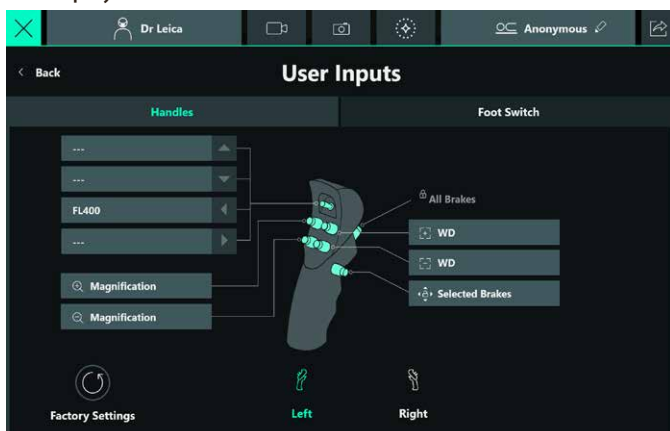 Dr Leica
Anonymous
Back
User Inputs
Handles
Foot Switch
---
---
FL400
---
Magnification
Magnification
All Brakes
WD
WD
Selected Brakes
Factory Settings
Left
Right